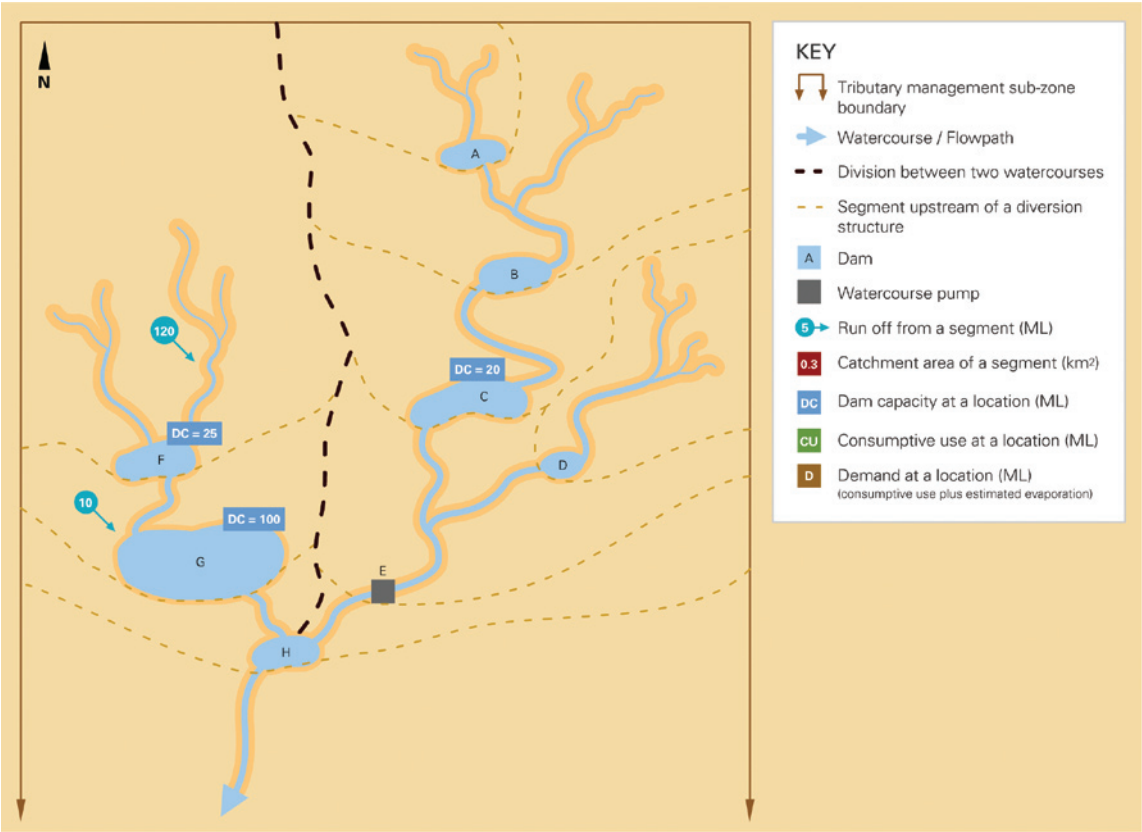 N
A
B
120
DC = 20
C
DC = 25
F
D
10
DC = 100
G
E
H
KEY
Tributary management sub-zone
boundary
Watercourse / Flowpath
Division between two watercourses
Segment upstream of a diversion
structure
A Dam
Watercourse pump
5 Run off from a segment (ML)
0.3 Catchment area of a segment (km²)
DC Dam capacity at a location (ML)
CU Consumptive use at a location (ML)
D Demand at a location (ML)
(consumptive use plus estimated evaporation)